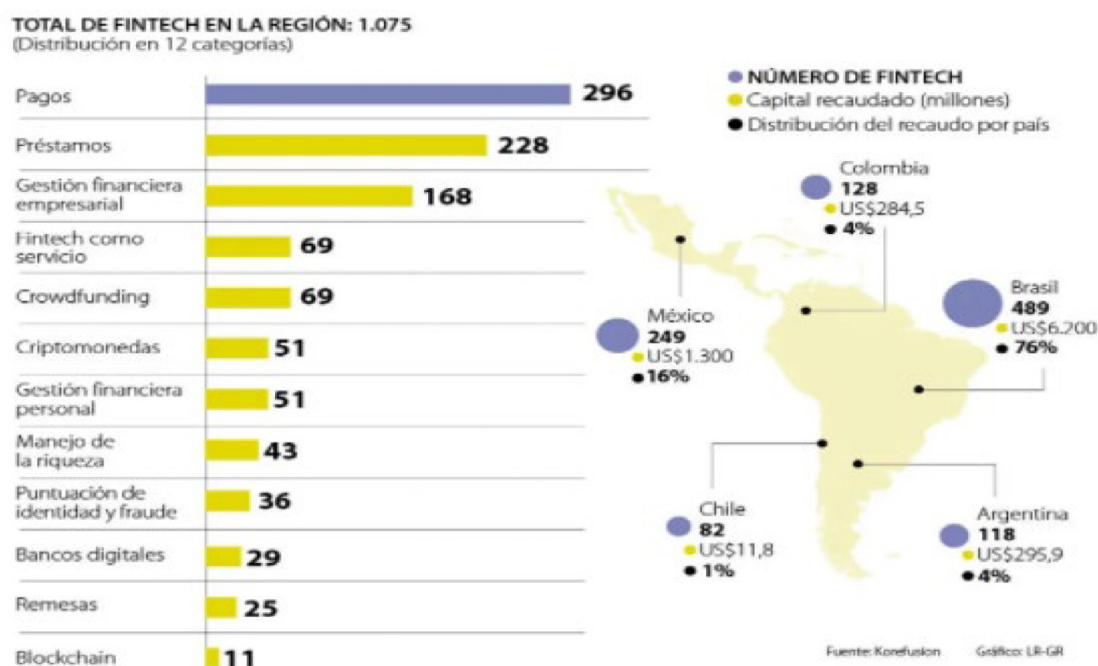 TOTAL DE FINTECH EN LA REGIÓN: 1.075
(Distribución en 12 categorías)
Pagos
296
Préstamos
228
Gestión financiera
empresarial
168
Fintech como
servicio
69
Crowdfunding
69
Criptomonedas
51
Gestión financiera
personal
51
Manejo de
la riqueza
43
Puntuación de
identidad y fraude
36
Bancos digitales
29
Remesas
25
Blockchain
11
NÚMERO DE FINTECH
Capital recaudado (millones)
Distribución del recaudo por país
Colombia
128
US$284,5
4%
Brasil
489
US$6.200
76%
México
249
US$1.300
16%
Chile
82
US$11,8
1%
Argentina
118
US$295,9
4%
Fuente: Korefusion
Gráfico: LR-GR